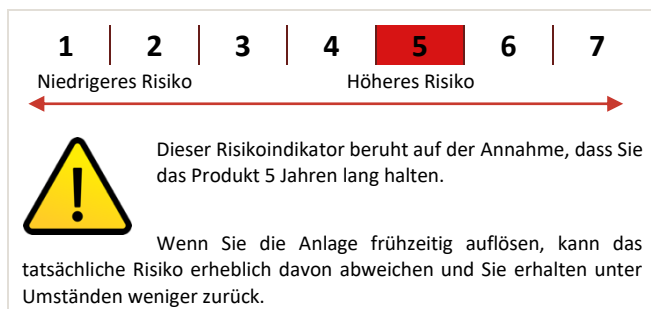 1 2 3 4 5 6 7
Niedrigeres Risiko Höheres Risiko
Dieser Risikoindikator beruht auf der Annahme, dass Sie
das Produkt 5 Jahren lang halten.
Wenn Sie die Anlage frühzeitig auflösen, kann das
tatsächliche Risiko erheblich davon abweichen und Sie erhalten unter
Umständen weniger zurück.